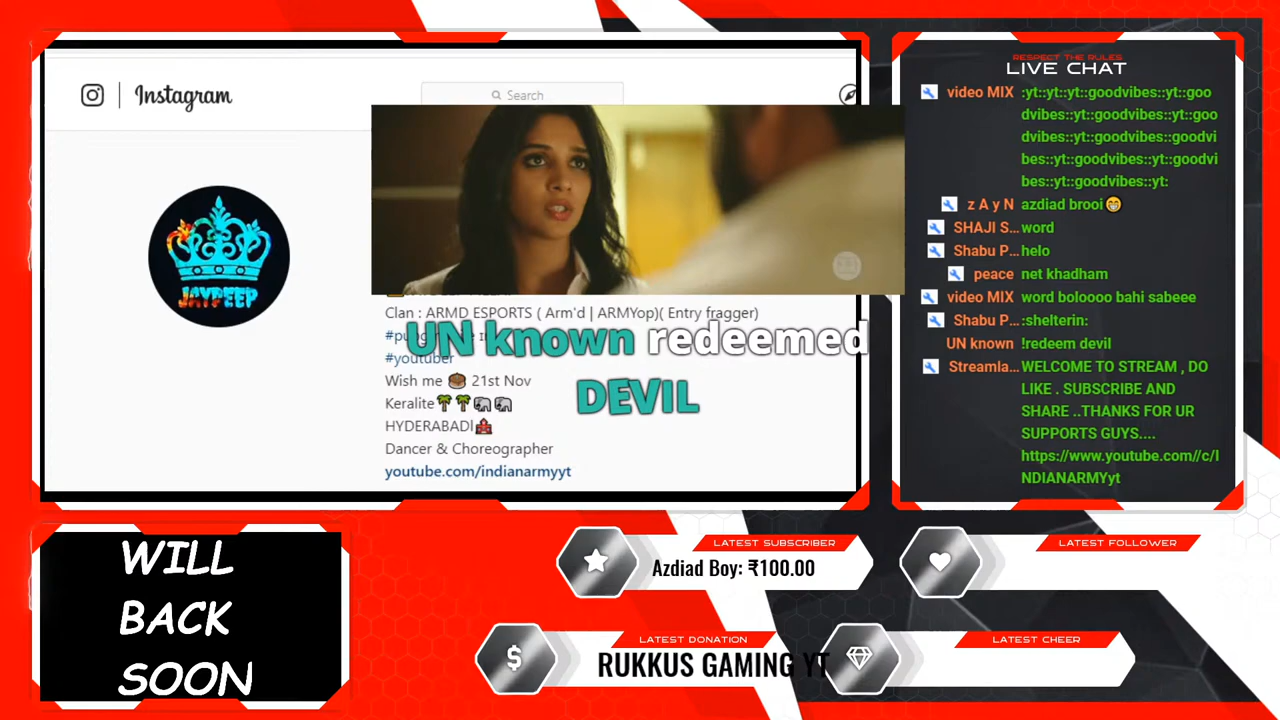 Instagram
Search
JAYDEEP
Clan : ARMD ESPORTS ( Arm'd | ARMYop)( Entry fragger)
#youtuber
Wish me 21st Nov
Keralite
HYDERABAD
Dancer & Choreographer
youtube.com/indianarmyyt
UN known redeemed
DEVIL
RESPECT THE RULES
LIVE CHAT
video MIX :yt::yt::yt::goodvibes::yt::goo
dvibes::yt::goodvibes::yt::goo
dvibes::goodvibes::goodvi
bes::yt::goodvibes::yt::goodvi
bes::yt::goodvibes::yt:
z A y N azdiad brooi😁
SHAJI S... word
Shabu P... helo
peace net khadham
video MIX word boloooo bahi sabeee
Shabu P... :shelterin:
UN known !redeem devil
Streamla... WELCOME TO STREAM , DO
LIKE . SUBSCRIBE AND
SHARE ..THANKS FOR UR
SUPPORTS GUYS....
https://www.youtube.com//c/I
NDIANARMYyt
WILL
BACK
SOON
LATEST SUBSCRIBER
Azdiad Boy: ₹100.00
LATEST FOLLOWER
LATEST DONATION
RUKKUS GAMING YT
LATEST CHEER